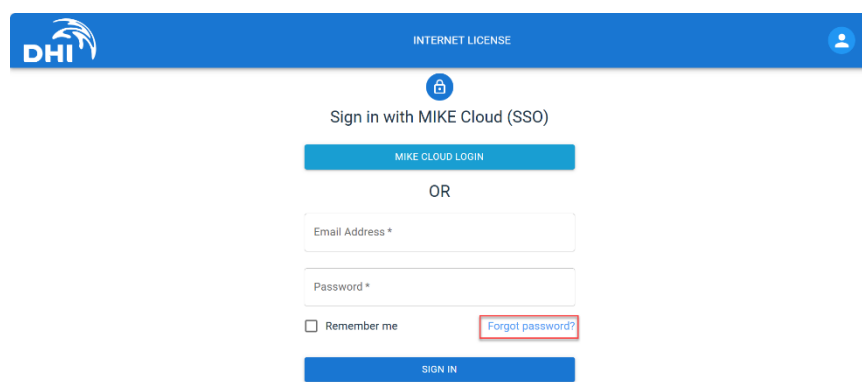 DHI
INTERNET LICENSE
Sign in with MIKE Cloud (SSO)
MIKE CLOUD LOGIN
OR
Email Address *
Password *
Remember me Forgot password?
SIGN IN